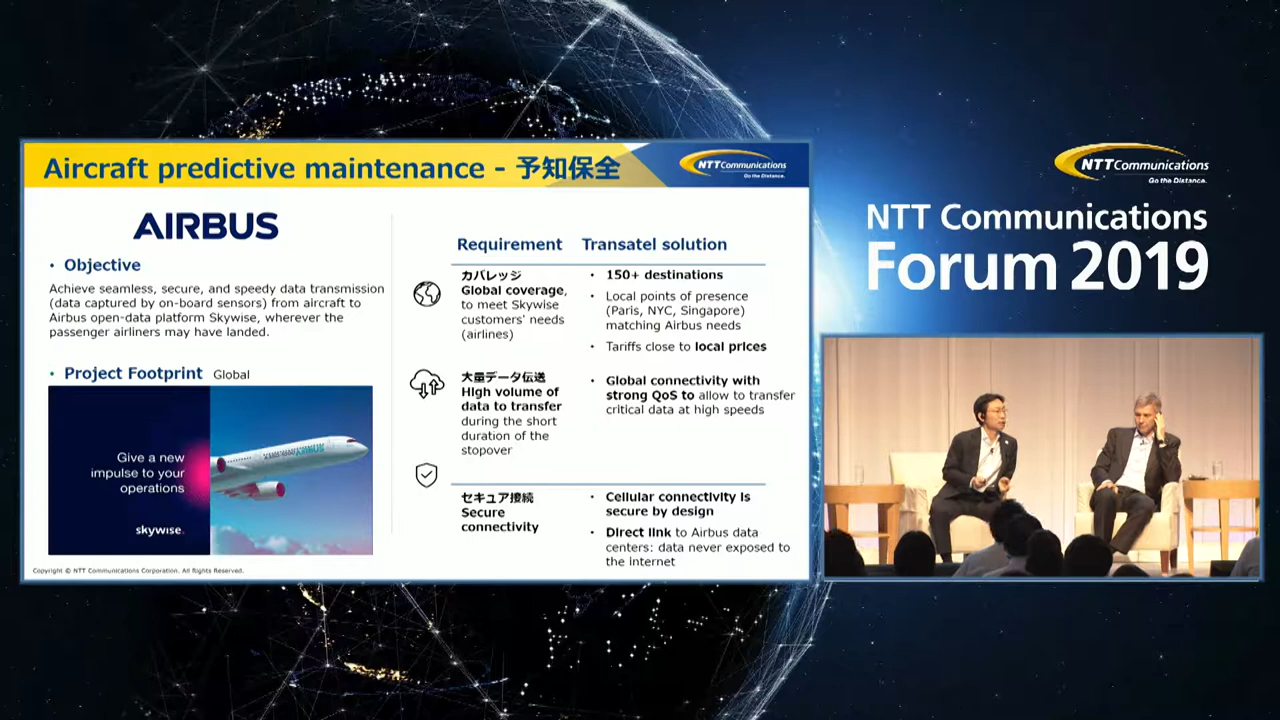 Aircraft predictive maintenance - 予知保全
NTT Communications
Go the Distance.
AIRBUS
• Objective
Achieve seamless, secure, and speedy data transmission
(data captured by on-board sensors) from aircraft to
Airbus open-data platform Skywise, wherever the
passenger airliners may have landed.
• Project Footprint Global
Give a new
impulse to your
operations
skywise.
AIRBUS
Copyright © NTT Communications Corporation. All Rights Reserved.
Requirement Transatel solution
カバレッジ
Global coverage,
to meet Skywise
customers' needs
(airlines)
• 150+ destinations
• Local points of presence
(Paris, NYC, Singapore)
matching Airbus needs
• Tariffs close to local prices
大量データ伝送
High volume of
data to transfer
during the short
duration of the
stopover
• Global connectivity with
strong QoS to allow to transfer
critical data at high speeds
セキュア接続
Secure
connectivity
• Cellular connectivity is
secure by design
• Direct link to Airbus data
centers: data never exposed to
the internet
NTT Communications
Go the Distance.
NTT Communications
Forum 2019